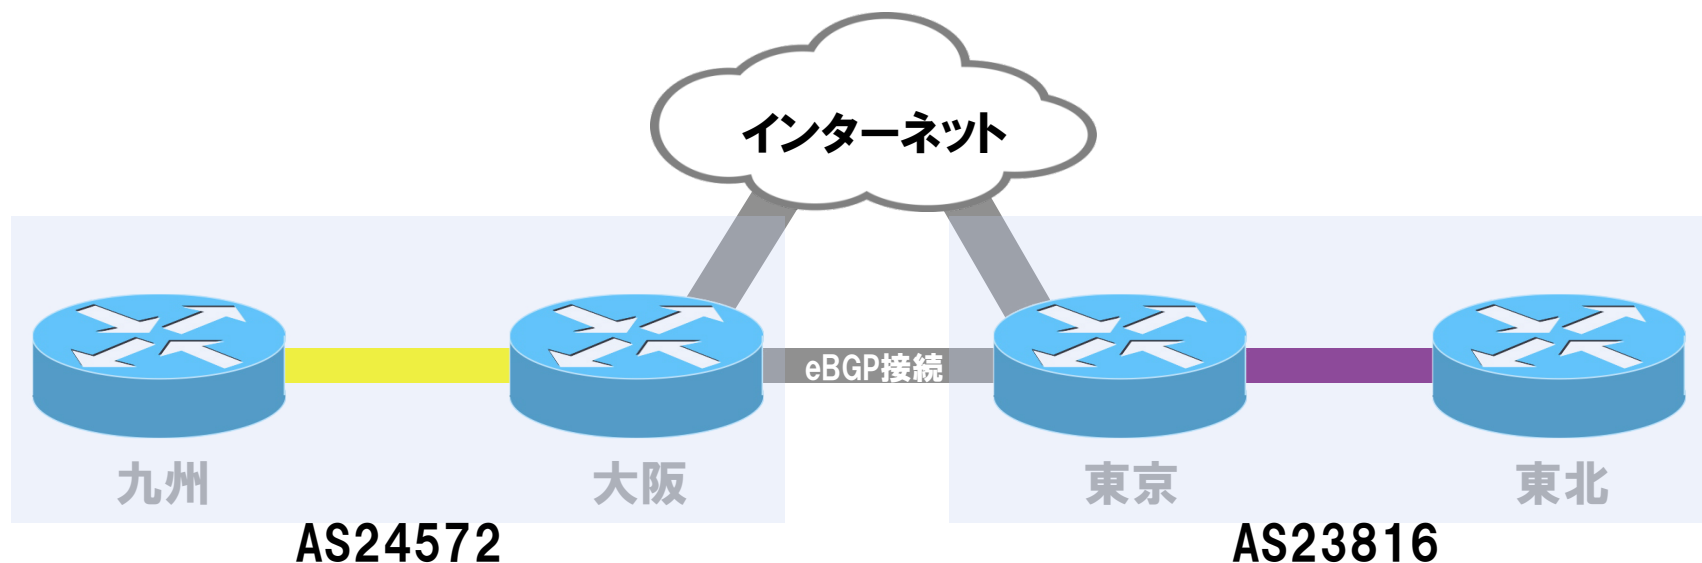 インターネット
eBGP接続
九州
大阪
東京
東北
AS24572
AS23816